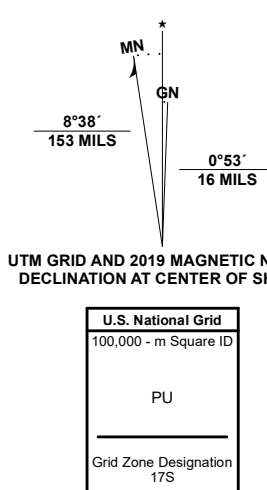 ★
MN
GN
8°38´
153 MILS
0°53´
16 MILS
UTM GRID AND 2019 MAGNETIC N
DECLINATION AT CENTER OF SH
U.S. National Grid
100,000 - m Square ID
PU
Grid Zone Designation
17S